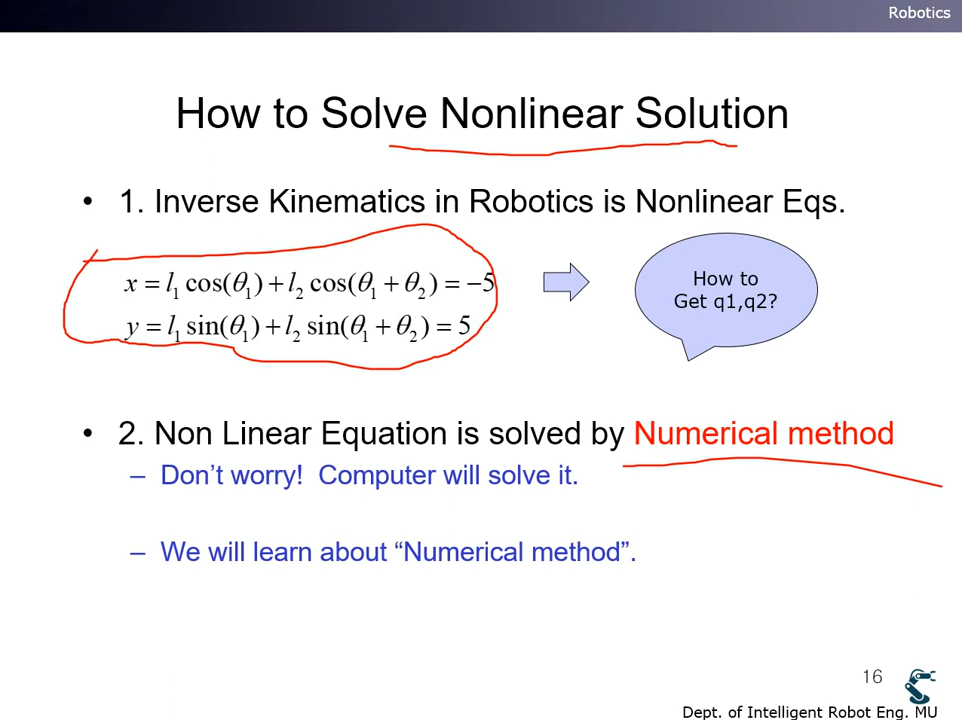 Robotics
How to Solve Nonlinear Solution
• 1. Inverse Kinematics in Robotics is Nonlinear Eqs.
x = l₁ cos(θ₁) + l₂ cos(θ₁ + θ₂) = −5
y = l₁ sin(θ₁) + l₂ sin(θ₁ + θ₂) = 5
How to
Get q1,q2?
• 2. Non Linear Equation is solved by Numerical method
– Don’t worry! Computer will solve it.
– We will learn about “Numerical method”.
16
Dept. of Intelligent Robot Eng. MU